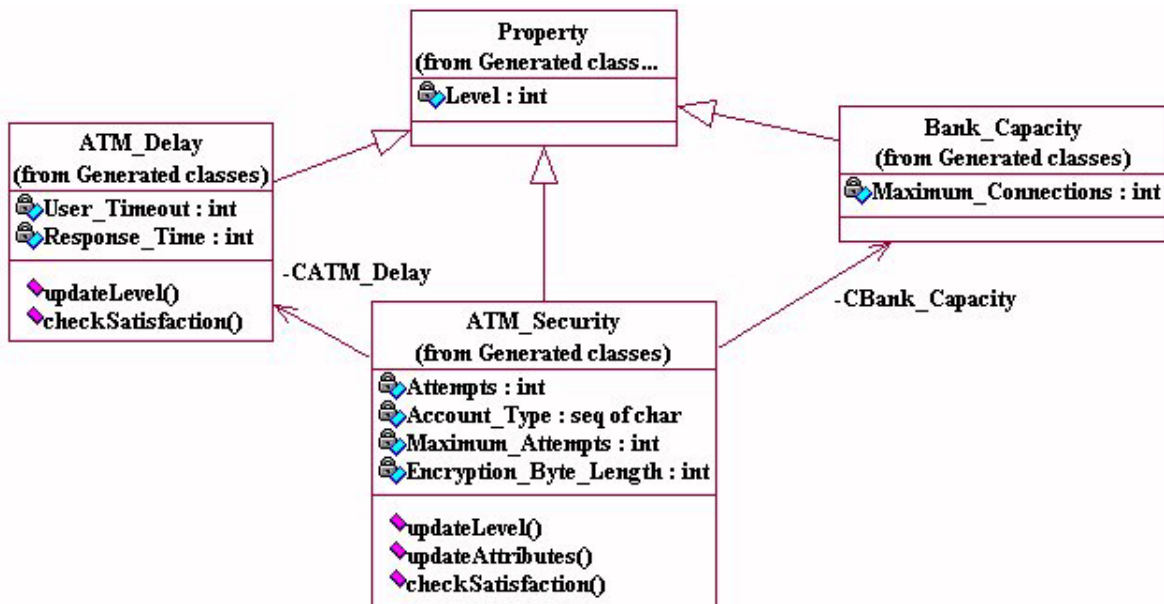 Property
(from Generated class...
Level : int
ATM_Delay
(from Generated classes)
User_Timeout : int
Response_Time : int
updateLevel()
checkSatisfaction()
Bank_Capacity
(from Generated classes)
Maximum_Connections : int
-CATM_Delay
-CBank_Capacity
ATM_Security
(from Generated classes)
Attempts : int
Account_Type : seq of char
Maximum_Attempts : int
Encryption_Byte_Length : int
updateLevel()
updateAttributes()
checkSatisfaction()